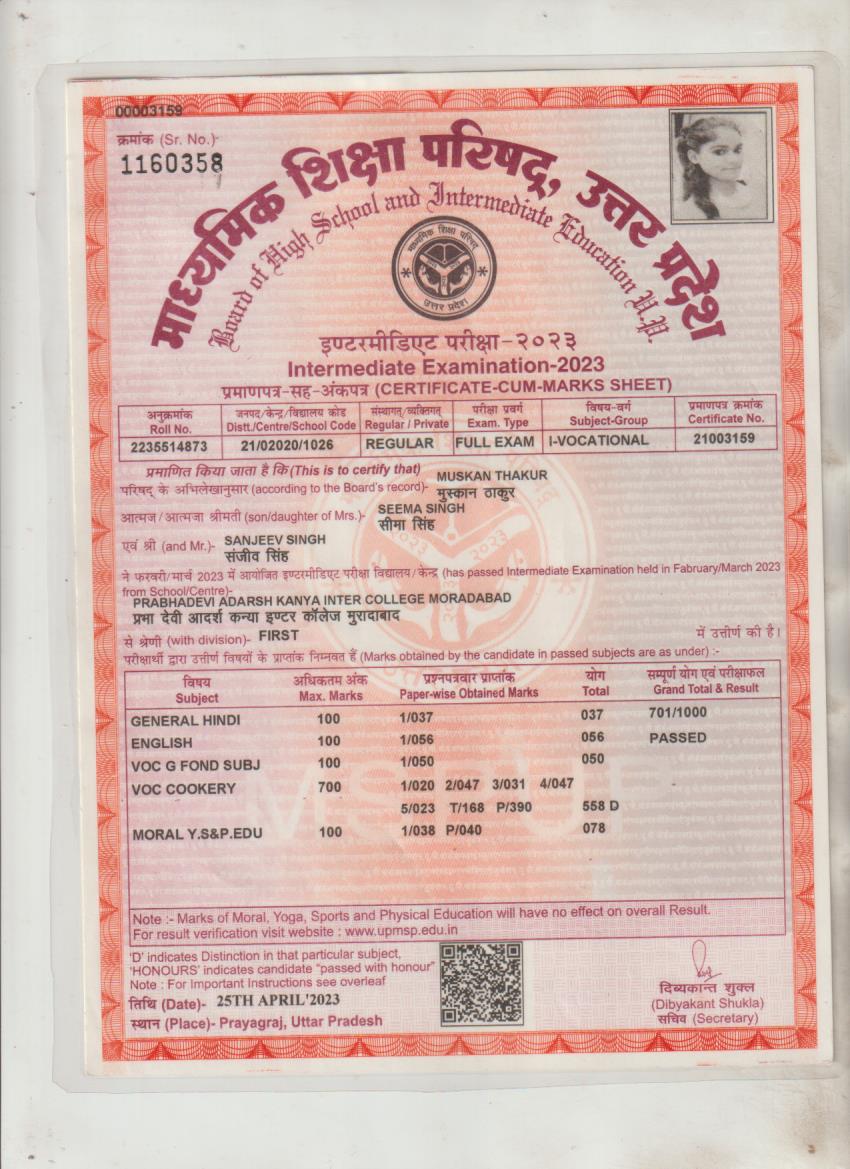 00003159
क्रमांक (Sr. No.)-
1160358
माध्यमिक शिक्षा परिषद्, उत्तर प्रदेश
Board of High School and Intermediate Education U.P.
माध्यमिक शिक्षा परिषद्
उत्तर प्रदेश
इण्टरमीडिएट परीक्षा-२०२३
Intermediate Examination-2023
प्रमाणपत्र-सह-अंकपत्र (CERTIFICATE-CUM-MARKS SHEET)
अनुक्रमांक जनपद/केन्द्र/विद्यालय कोड संस्थागत/व्यक्तिगत परीक्षा प्रवर्ग विषय-वर्ग प्रमाणपत्र क्रमांक
Roll No. Distt./Centre/School Code Regular / Private Exam. Type Subject-Group Certificate No.
2235514873 21/02020/1026 REGULAR FULL EXAM I-VOCATIONAL 21003159
प्रमाणित किया जाता है कि (This is to certify that) MUSKAN THAKUR
परिषद् के अभिलेखानुसार (according to the Board's record)- मुस्कान ठाकुर
आत्मज/आत्मजा श्रीमती (son/daughter of Mrs.)- SEEMA SINGH
सीमा सिंह
एवं श्री (and Mr.)- SANJEEV SINGH
संजीव सिंह
ने फरवरी/मार्च 2023 में आयोजित इण्टरमीडिएट परीक्षा विद्यालय/केन्द्र (has passed Intermediate Examination held in Fabruary/March 2023
from School/Centre)-
PRABHADEVI ADARSH KANYA INTER COLLEGE MORADABAD
प्रभा देवी आदर्श कन्या इण्टर कॉलेज मुरादाबाद
से श्रेणी (with division)- FIRST में उत्तीर्ण की है।
परीक्षार्थी द्वारा उत्तीर्ण विषयों के प्राप्तांक निम्नवत हैं (Marks obtained by the candidate in passed subjects are as under) :-
विषय अधिकतम अंक प्रश्नपत्रवार प्राप्तांक योग सम्पूर्ण योग एवं परीक्षाफल
Subject Max. Marks Paper-wise Obtained Marks Total Grand Total & Result
GENERAL HINDI 100 1/037 037 701/1000
ENGLISH 100 1/056 056 PASSED
VOC G FOND SUBJ 100 1/050 050
VOC COOKERY 700 1/020 2/047 3/031 4/047
5/023 T/168 P/390 558 D
MORAL Y.S&P.EDU 100 1/038 P/040 078
MSPUP
Note :- Marks of Moral, Yoga, Sports and Physical Education will have no effect on overall Result.
For result verification visit website : www.upmsp.edu.in
'D' indicates Distinction in that particular subject,
'HONOURS' indicates candidate "passed with honour"
Note : For Important Instructions see overleaf
तिथि (Date)- 25TH APRIL'2023
स्थान (Place)- Prayagraj, Uttar Pradesh
दिब्यकान्त शुक्ल
(Dibyakant Shukla)
सचिव (Secretary)